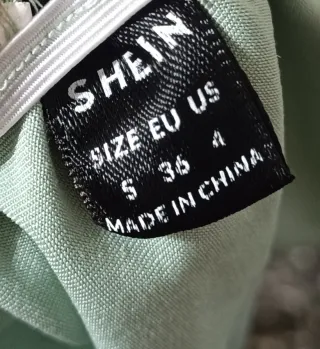 SHEIN
SIZE EU US
S 36 4
MADE IN CHINA